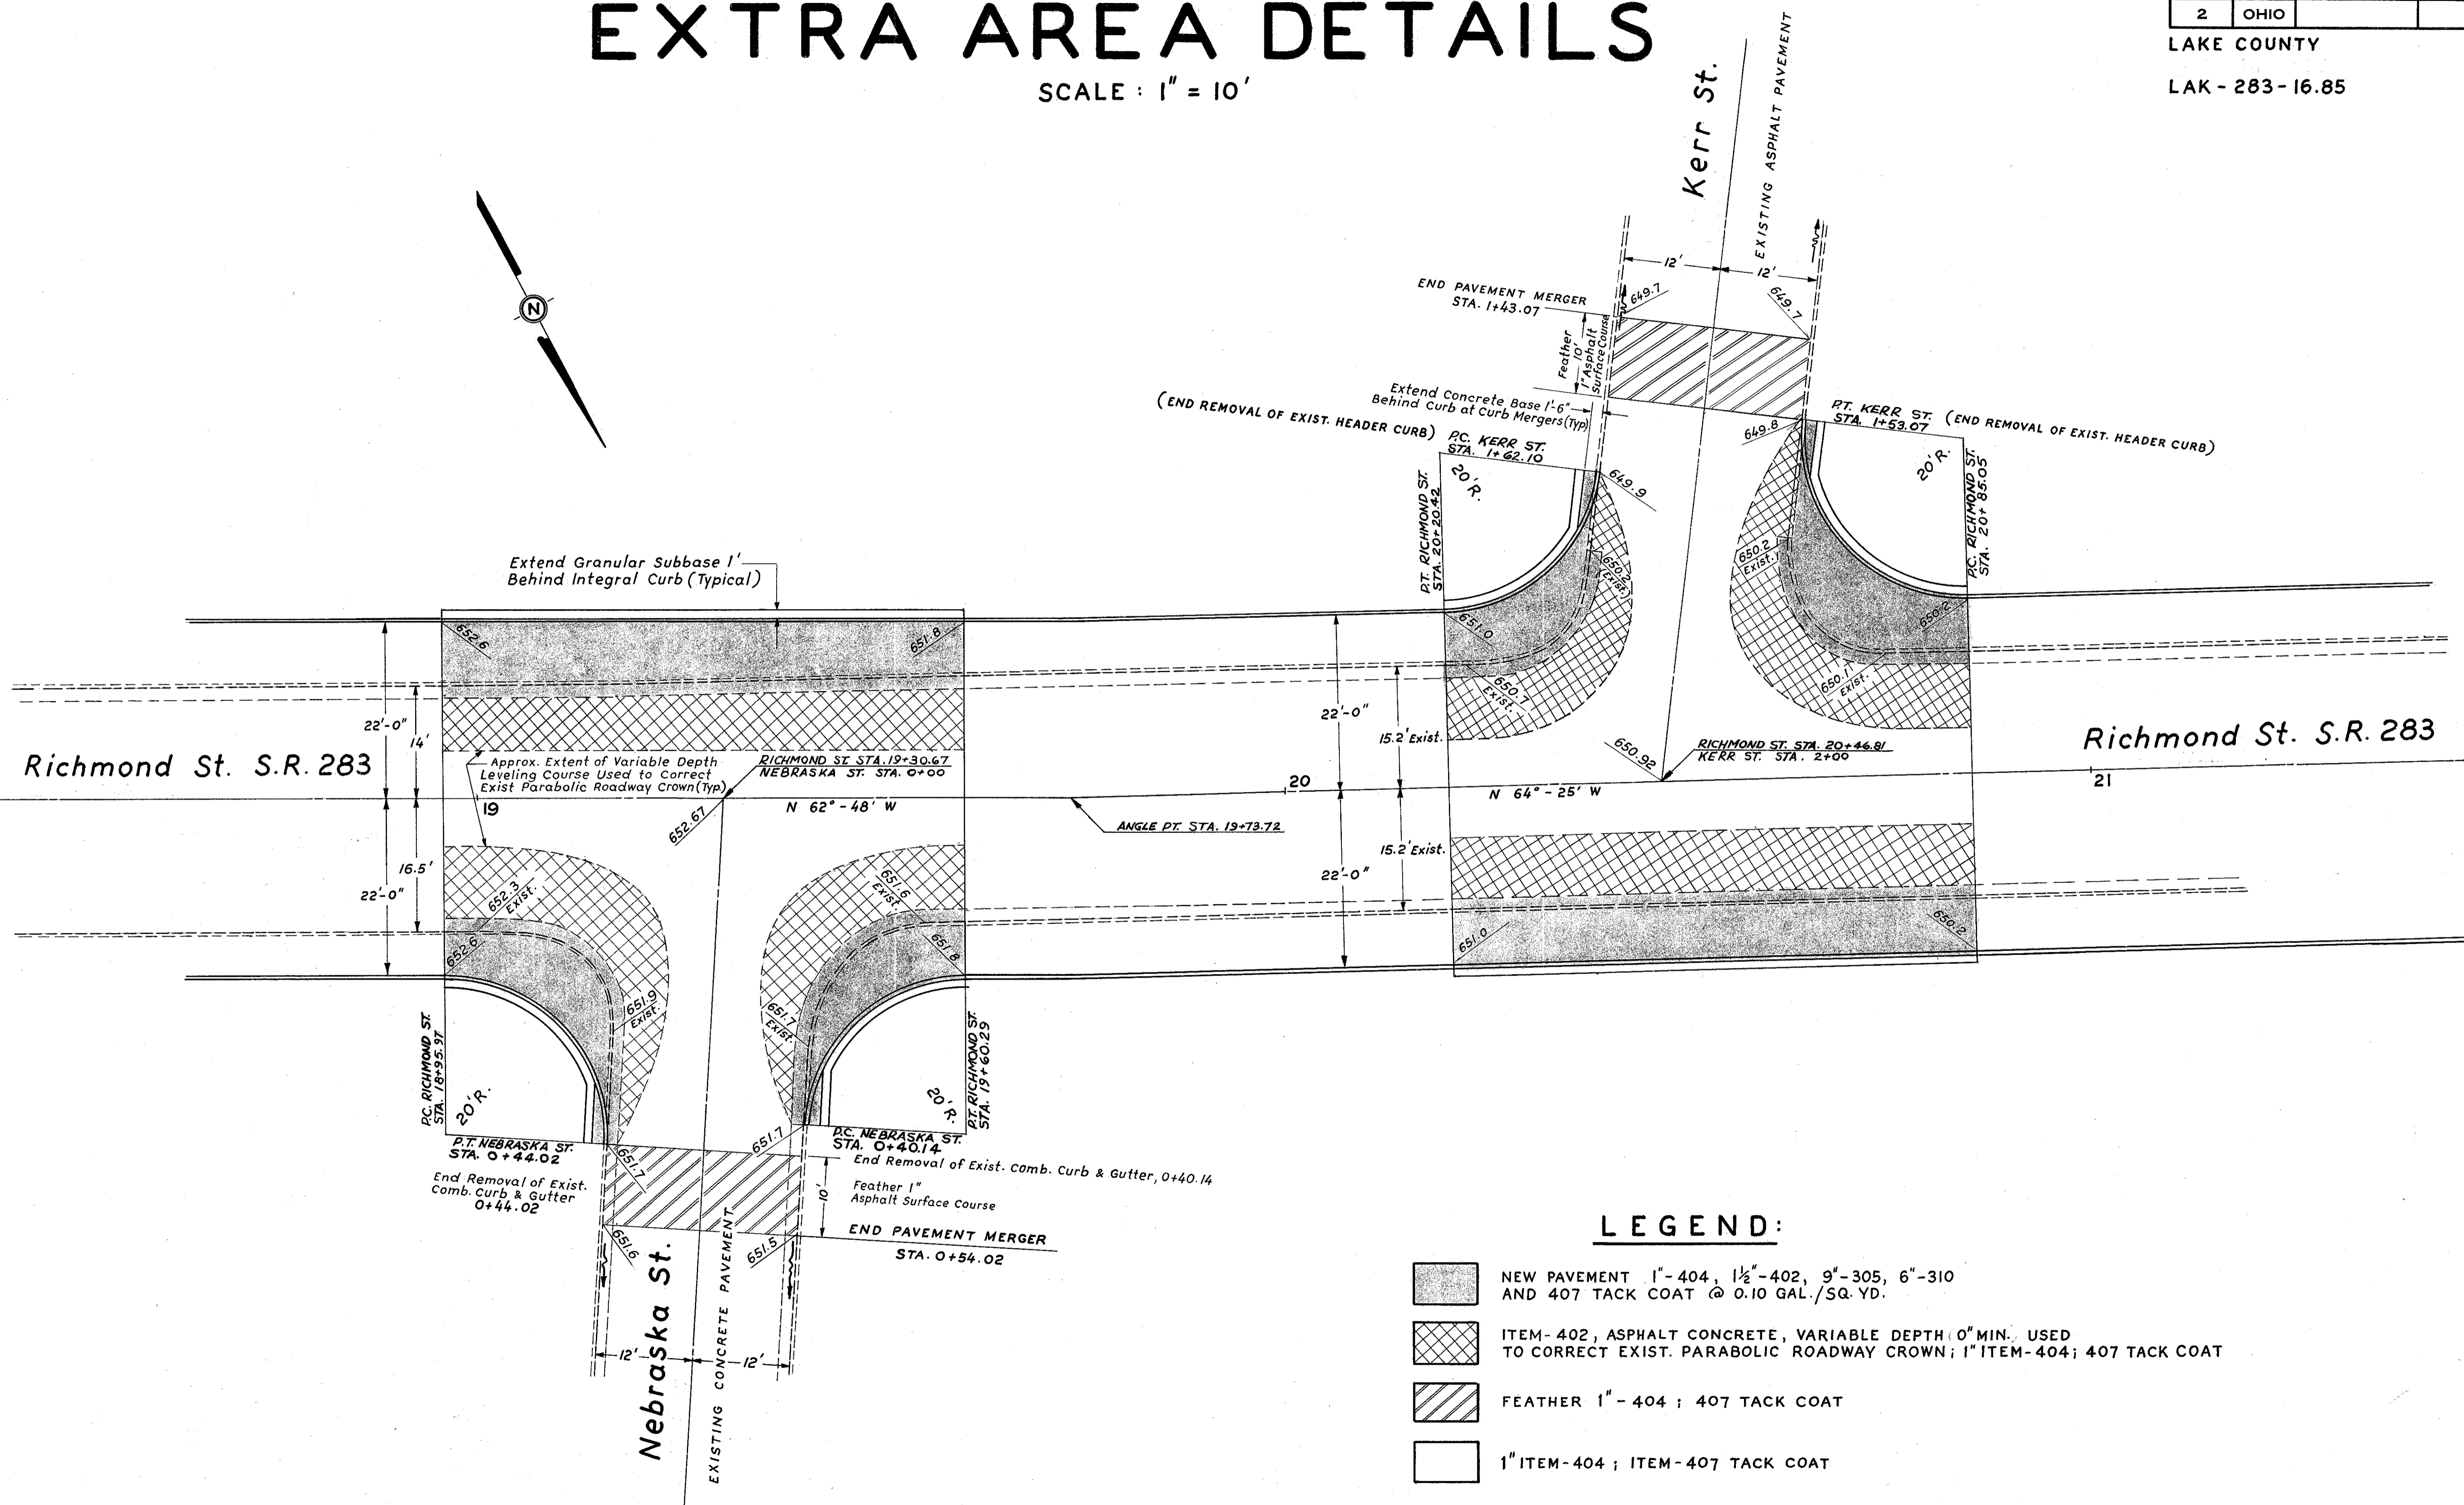 EXTRA AREA DETAILS
SCALE : 1" = 10'
2 OHIO
LAKE COUNTY
LAK - 283 - 16.85
N
Kerr St.
EXISTING ASPHALT PAVEMENT
12'
12'
END PAVEMENT MERGER
STA. 1+43.07
649.7
649.7
Feather
10'
1" Asphalt
Surface Course
Extend Concrete Base 1'-6"
Behind Curb at Curb Mergers (Typ)
(END REMOVAL OF EXIST. HEADER CURB)
P.C. KERR ST.
STA. 1+62.10
20'R.
649.9
649.8
P.T. KERR ST.
STA. 1+53.07
(END REMOVAL OF EXIST. HEADER CURB)
20'R.
P.T. RICHMOND ST.
STA. 20+20.42
P.C. RICHMOND ST.
STA. 20+85.05
650.2
(Exist.)
650.2
Exist.
651.0
650.7
Exist.
650.2
650.1
Exist.
Extend Granular Subbase 1'
Behind Integral Curb (Typical)
652.6
651.8
22'-0"
14'
22'-0"
15.2' Exist.
Richmond St. S.R. 283
Approx. Extent of Variable Depth
Leveling Course Used to Correct
Exist Parabolic Roadway Crown (Typ.)
RICHMOND ST. STA. 19+30.67
NEBRASKA ST. STA. 0+00
652.67
19
N 62° - 48' W
ANGLE PT. STA. 19+73.72
20
N 64° - 25' W
650.92
RICHMOND ST. STA. 20+46.81
KERR ST. STA. 2+00
21
Richmond St. S.R. 283
16.5'
22'-0"
15.2' Exist.
22'-0"
652.3
Exist.
652.6
651.6
Exist.
651.8
651.9
Exist.
651.7
Exist.
651.0
650.2
P.C. RICHMOND ST.
STA. 18+95.97
20'R.
20'R.
P.T. RICHMOND ST.
STA. 19+60.29
P.T. NEBRASKA ST.
STA. 0+44.02
End Removal of Exist.
Comb. Curb & Gutter
0+44.02
651.7
651.7
P.C. NEBRASKA ST.
STA. 0+40.14
End Removal of Exist. Comb. Curb & Gutter, 0+40.14
10'
Feather 1"
Asphalt Surface Course
END PAVEMENT MERGER
STA. 0+54.02
651.6
651.5
12'
12'
Nebraska St.
EXISTING CONCRETE PAVEMENT
LEGEND:
NEW PAVEMENT 1"-404, 1½"-402, 9"-305, 6"-310
AND 407 TACK COAT @ 0.10 GAL./SQ. YD.
ITEM-402, ASPHALT CONCRETE, VARIABLE DEPTH 0"MIN. USED
TO CORRECT EXIST. PARABOLIC ROADWAY CROWN; 1" ITEM-404; 407 TACK COAT
FEATHER 1"-404 ; 407 TACK COAT
1" ITEM-404 ; ITEM-407 TACK COAT